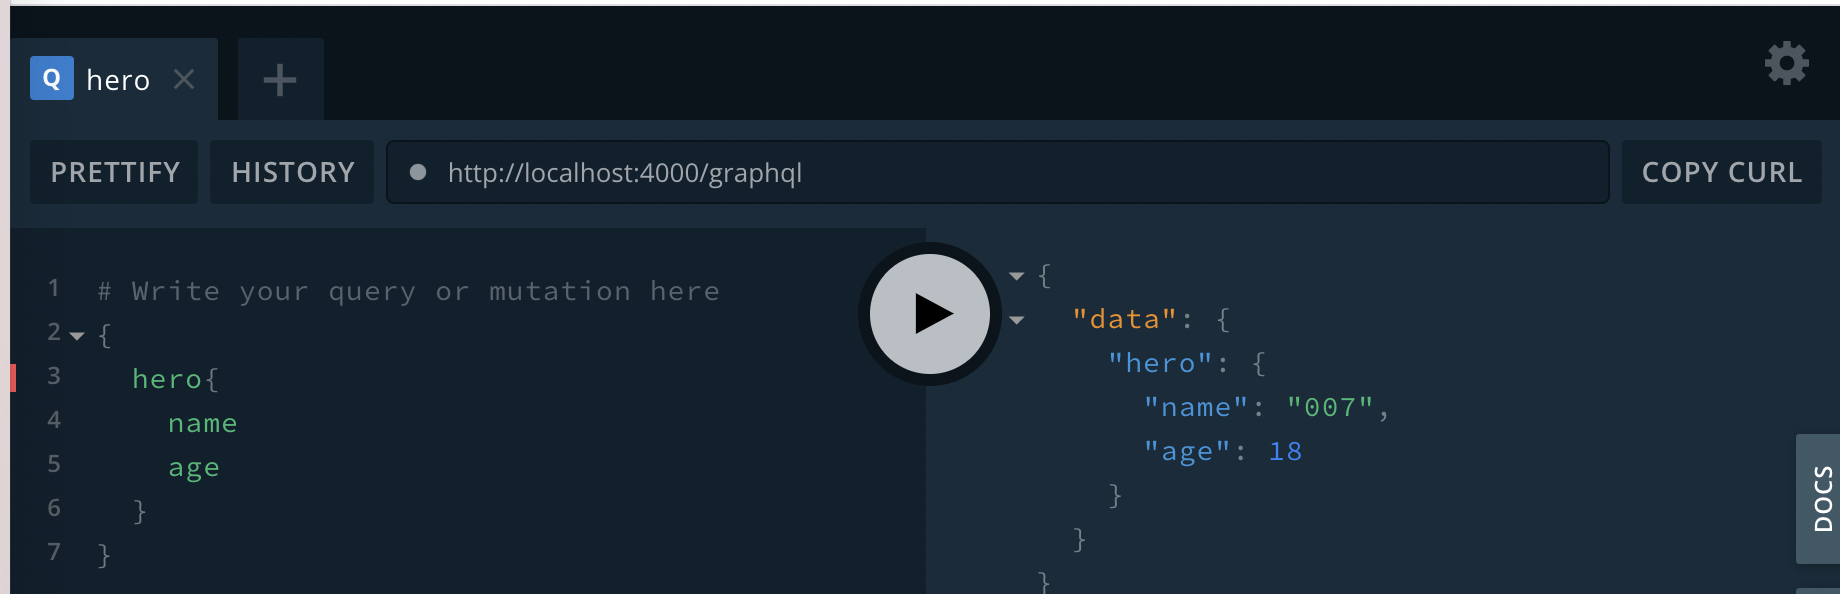 Q hero
PRETTIFY HISTORY http://localhost:4000/graphql COPY CURL
1 # Write your query or mutation here
2 {
3 hero{
4 name
5 age
6 }
7 }
{
"data": {
"hero": {
"name": "007",
"age": 18
}
}
}
DOCS